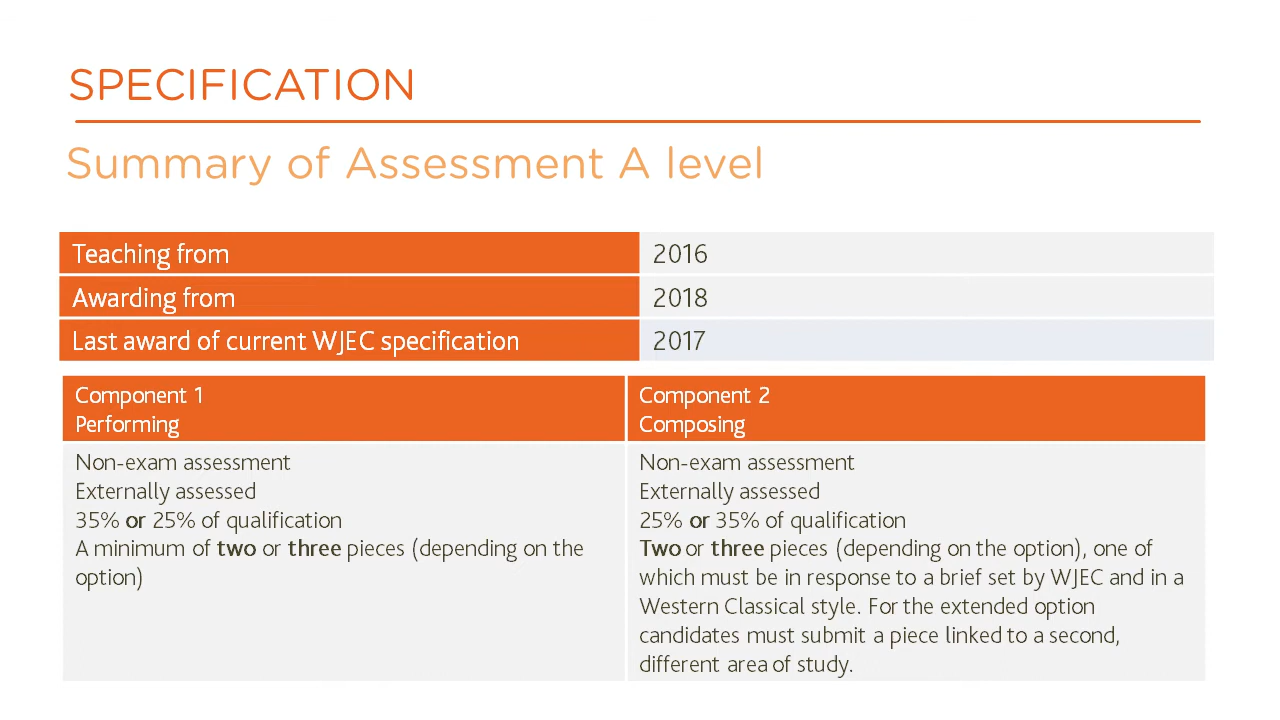 SPECIFICATION
Summary of Assessment A level
Teaching from 2016
Awarding from 2018
Last award of current WJEC specification 2017
Component 1
Performing
Non-exam assessment
Externally assessed
35% or 25% of qualification
A minimum of two or three pieces (depending on the
option)
Component 2
Composing
Non-exam assessment
Externally assessed
25% or 35% of qualification
Two or three pieces (depending on the option), one of
which must be in response to a brief set by WJEC and in a
Western Classical style. For the extended option
candidates must submit a piece linked to a second,
different area of study.